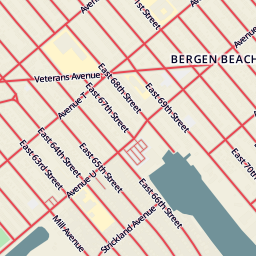 71st Street
BERGEN BEACH
Veterans Avenue
East 68th Street
East 69th Street
Avenue T
East 67th Street
East 64th Street
East 63rd Street
East 65th Street
East 70th
Avenue U
East 66th Street
Mill Avenue
Strickland Avenue